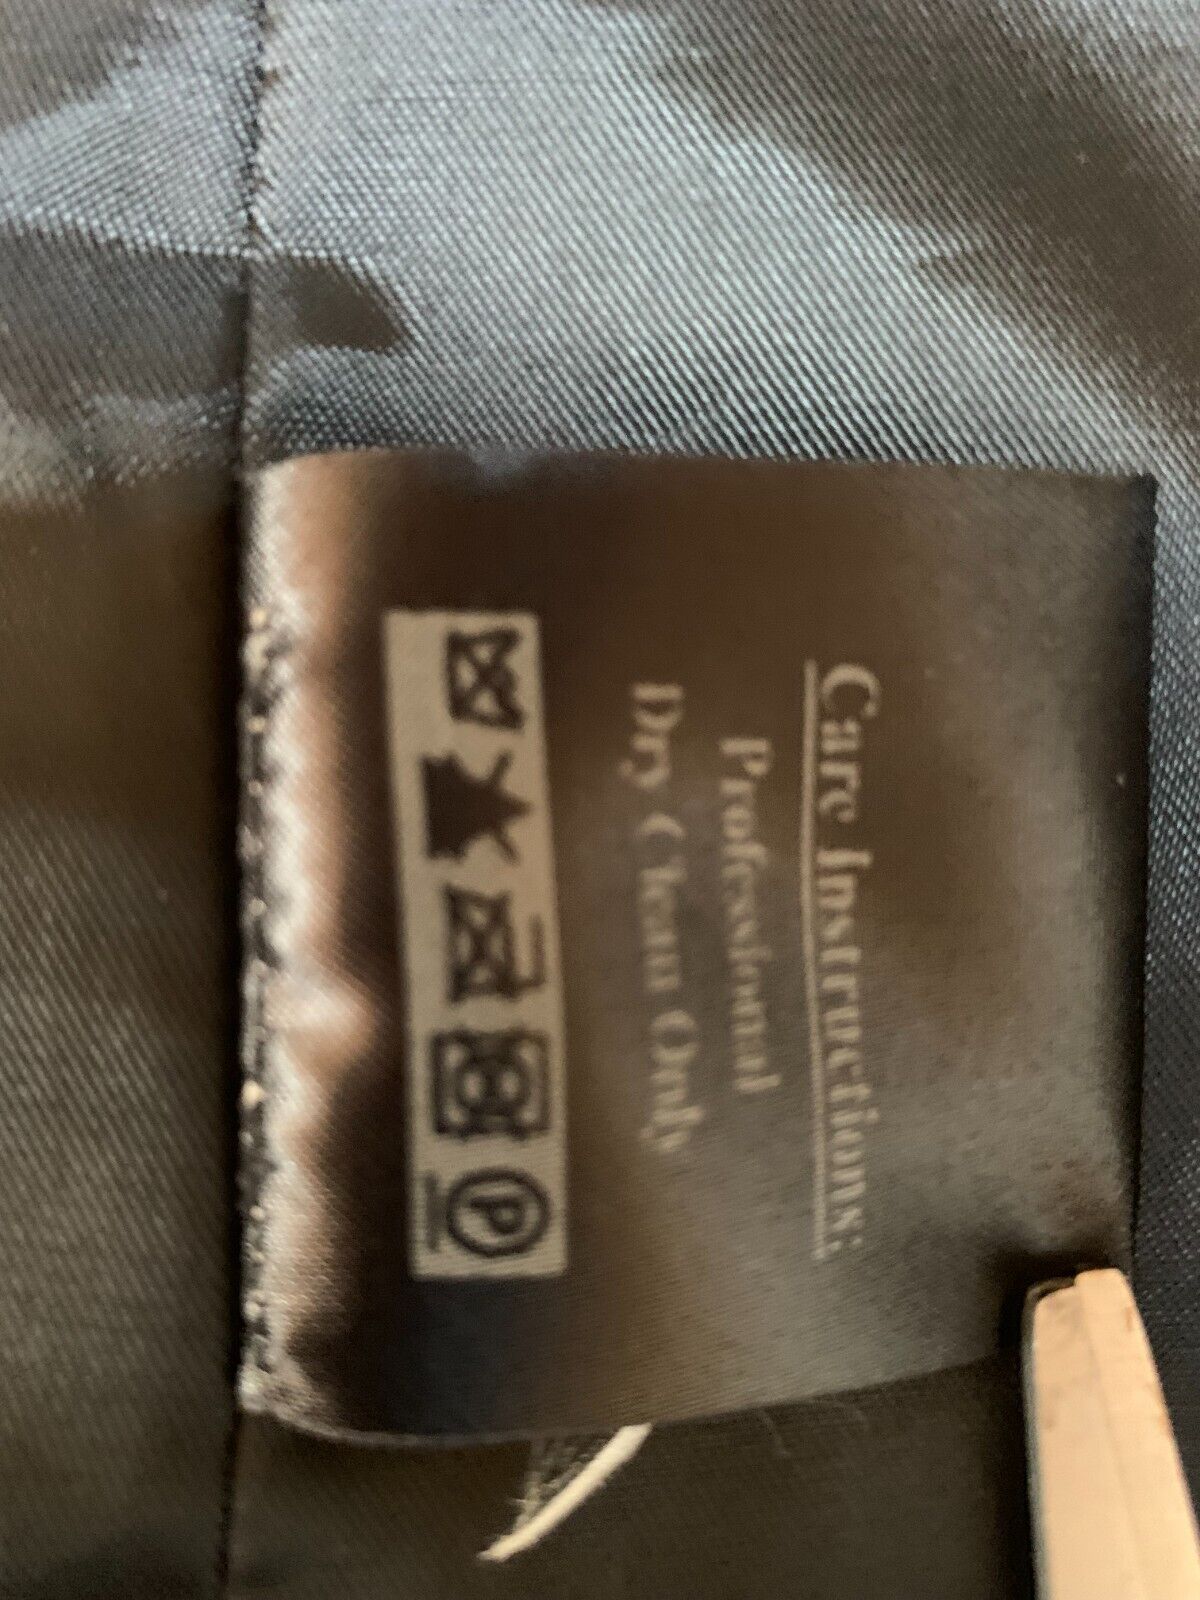 Care Instructions:
Professional
Dry Clean Only
P